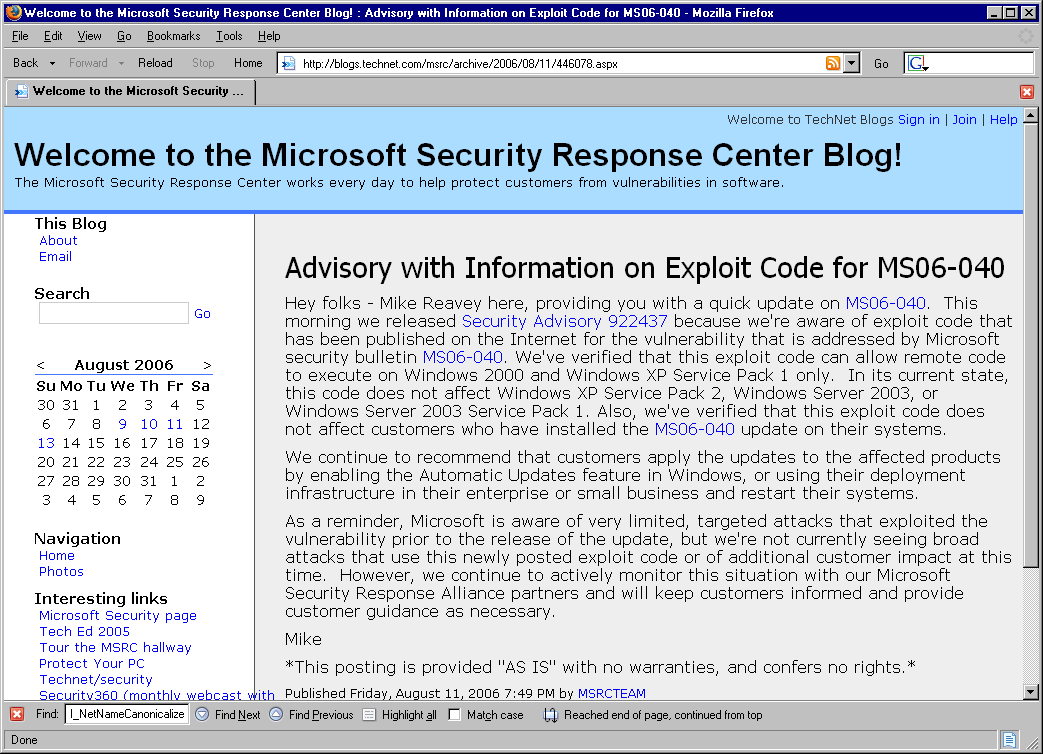 Welcome to the Microsoft Security Response Center Blog! : Advisory with Information on Exploit Code for MS06-040 - Mozilla Firefox
File Edit View Go Bookmarks Tools Help
Back Forward Reload Stop Home http://blogs.technet.com/msrc/archive/2006/08/11/446078.aspx Go G
Welcome to the Microsoft Security ...
Welcome to TechNet Blogs Sign in | Join | Help
Welcome to the Microsoft Security Response Center Blog!
The Microsoft Security Response Center works every day to help protect customers from vulnerabilities in software.
This Blog
About
Email
Search
Go
< August 2006 >
Su Mo Tu We Th Fr Sa
30 31 1 2 3 4 5
6 7 8 9 10 11 12
13 14 15 16 17 18 19
20 21 22 23 24 25 26
27 28 29 30 31 1 2
3 4 5 6 7 8 9
Navigation
Home
Photos
Interesting links
Microsoft Security page
Tech Ed 2005
Tour the MSRC hallway
Protect Your PC
Technet/security
Security360 (monthly webcast with
Advisory with Information on Exploit Code for MS06-040
Hey folks - Mike Reavey here, providing you with a quick update on MS06-040. This
morning we released Security Advisory 922437 because we're aware of exploit code that
has been published on the Internet for the vulnerability that is addressed by Microsoft
security bulletin MS06-040. We've verified that this exploit code can allow remote code
to execute on Windows 2000 and Windows XP Service Pack 1 only. In its current state,
this code does not affect Windows XP Service Pack 2, Windows Server 2003, or
Windows Server 2003 Service Pack 1. Also, we've verified that this exploit code does
not affect customers who have installed the MS06-040 update on their systems.
We continue to recommend that customers apply the updates to the affected products
by enabling the Automatic Updates feature in Windows, or using their deployment
infrastructure in their enterprise or small business and restart their systems.
As a reminder, Microsoft is aware of very limited, targeted attacks that exploited the
vulnerability prior to the release of the update, but we're not currently seeing broad
attacks that use this newly posted exploit code or of additional customer impact at this
time. However, we continue to actively monitor this situation with our Microsoft
Security Response Alliance partners and will keep customers informed and provide
customer guidance as necessary.
Mike
*This posting is provided "AS IS" with no warranties, and confers no rights.*
Published Friday, August 11, 2006 7:49 PM by MSRCTEAM
Find: l_NetNameCanonicalize Find Next Find Previous Highlight all Match case Reached end of page, continued from top
Done